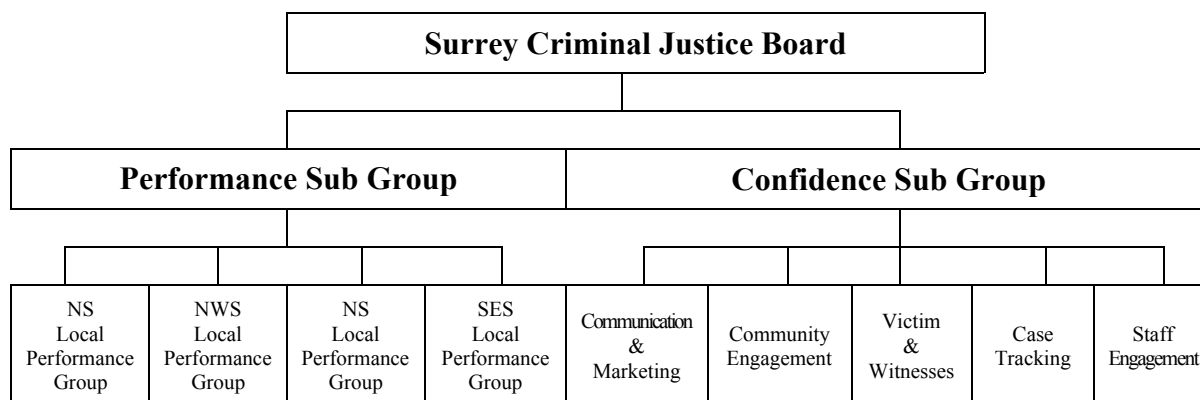 Surrey Criminal Justice Board
Performance Sub Group
Confidence Sub Group
NS
Local
Performance
Group
NWS
Local
Performance
Group
NS
Local
Performance
Group
SES
Local
Performance
Group
Communication
&
Marketing
Community
Engagement
Victim
&
Witnesses
Case
Tracking
Staff
Engagement